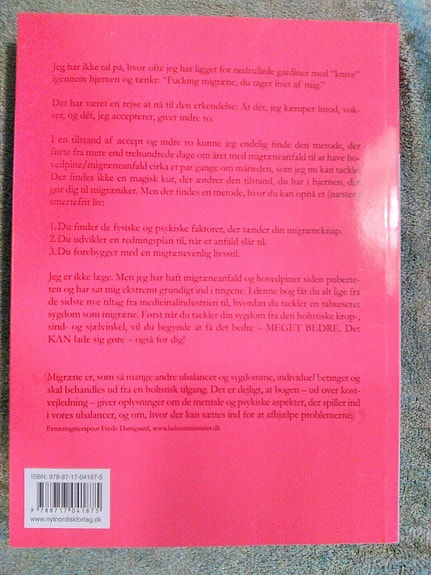 Jeg har ikke tal på, hvor ofte jeg har ligget for nedrullede gardiner med "knive"
igennem hjernen og tænkt: "Fucking migræne, du tager livet af mig."
Det har været en rejse at nå til den erkendelse: At dét, jeg kæmper imod, vok-
ser, og dét, jeg accepterer, giver indre ro.
I en tilstand af accept og indre ro kunne jeg endelig finde den metode, der
førte fra mere end trehundrede dage om året med migræneanfald til at have ho-
vedpine/migræneanfald cirka et par gange om måneden, som jeg nu kan tackle.
Der findes ikke en magisk kur, der ændrer den tilstand, du har i hjernen, der
gør dig til migræniker. Men der findes en metode, hvor du kan opnå et (næsten)
smertefrit liv:
1. Du finder de fysiske og psykiske faktorer, der tænder din migræneknap.
2. Du udvikler en redningsplan til, når et anfald slår til.
3. Du forebygger med en migrænevenlig livsstil.
Jeg er ikke læge. Men jeg har haft migræneanfald og hovedpiner siden puberte-
ten og har sat mig ekstremt grundigt ind i tingene. I denne bog får du alt lige fra
de sidste nye tiltag fra medicinalindustrien til, hvordan du tackler en tabuiseret
sygdom som migræne. Først når du tackler din sygdom fra den holistiske krop-,
sind- og sjælvinkel, vil du begynde at få det bedre – MEGET BEDRE. Det
KAN lade sig gøre – også for dig!
Migræne er, som så mange andre ubalancer og sygdomme, individuel betinget og
skal behandles ud fra en holistisk tilgang. Det er dejligt, at bogen – ud over kost-
vejledning – giver oplysninger om de mentale og psykiske aspekter, der spiller ind
i vores ubalancer, og om, hvor der kan sættes ind for at afhjælpe problemerne.
Ernæringsterapeut Frede Damgaard,
ISBN: 978-87-17-04187-5
9 788717 041875
www.nytnordiskforlag.dk